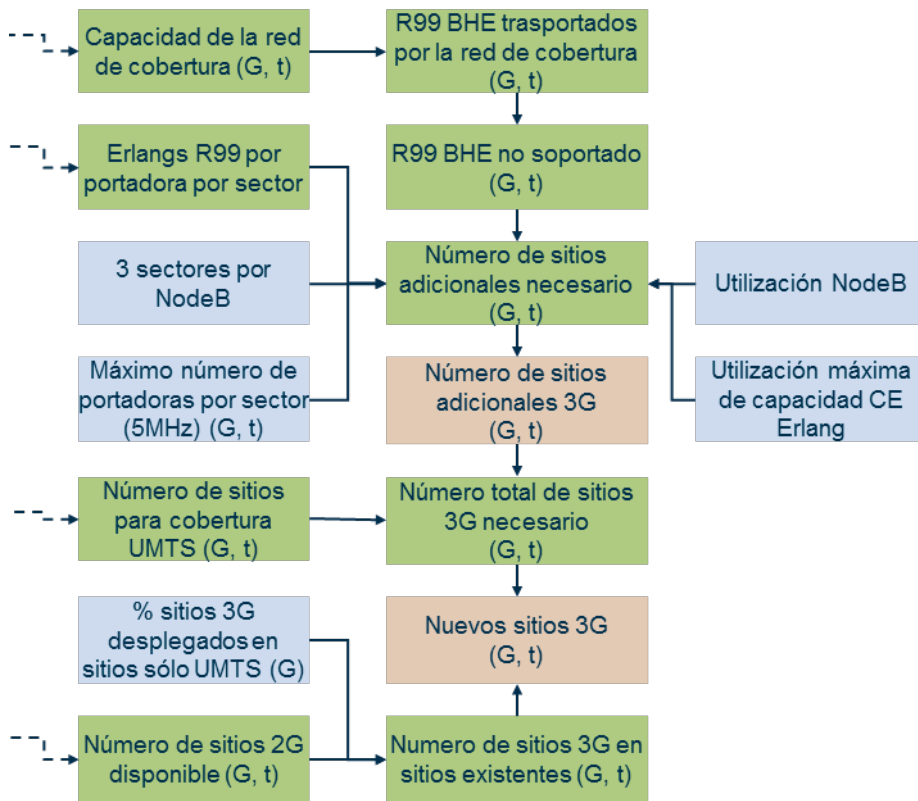 Capacidad de la red
de cobertura (G, t)
R99 BHE trasportados
por la red de cobertura
(G, t)
Erlangs R99 por
portadora por sector
R99 BHE no soportado
(G, t)
3 sectores por
NodeB
Número de sitios
adicionales necesario
(G, t)
Utilización NodeB
Máximo número de
portadoras por sector
(5MHz) (G, t)
Número de sitios
adicionales 3G
(G, t)
Utilización máxima
de capacidad CE
Erlang
Número de sitios
para cobertura
UMTS (G, t)
Número total de sitios
3G necesario
(G, t)
% sitios 3G
desplegados en
sitios sólo UMTS (G)
Nuevos sitios 3G
(G, t)
Número de sitios 2G
disponible (G, t)
Numero de sitios 3G en
sitios existentes (G, t)